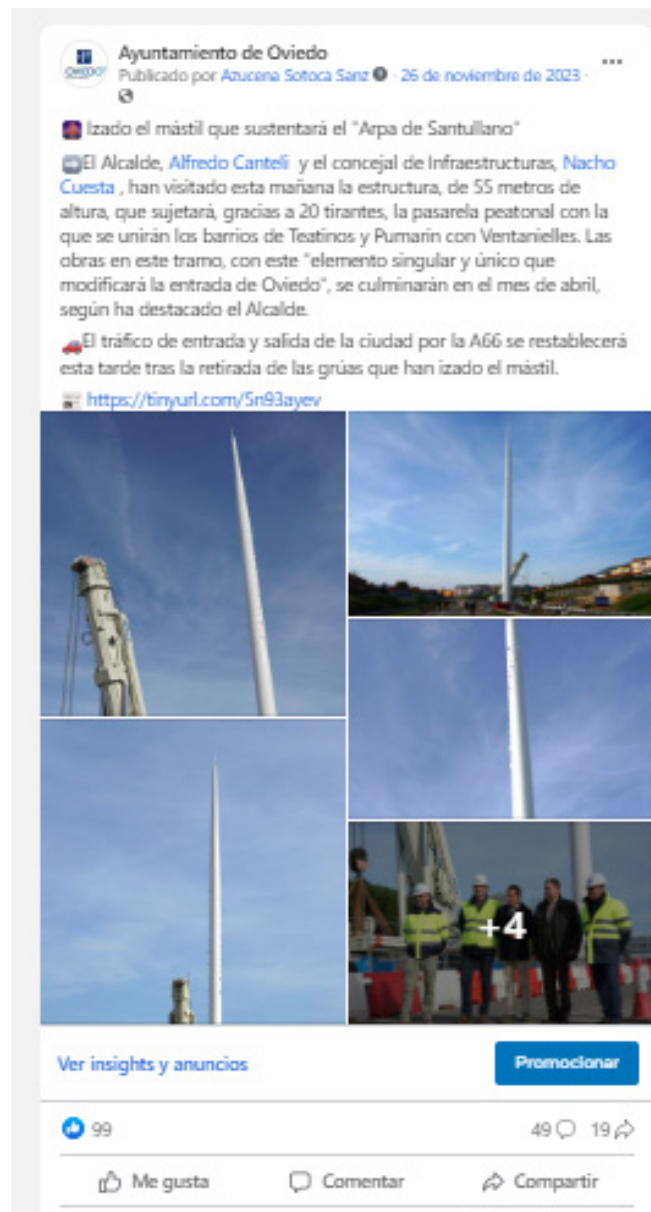 Ayuntamiento de Oviedo
Publicado por Azucena Sotoca Sanz · 26 de noviembre de 2023 ·
OVIEDO
Izado el mástil que sustentará el "Arpa de Santullano"
El Alcalde, Alfredo Canteli y el concejal de Infraestructuras, Nacho
Cuesta , han visitado esta mañana la estructura, de 55 metros de
altura, que sujetará, gracias a 20 tirantes, la pasarela peatonal con la
que se unirán los barrios de Teatinos y Pumarin con Ventanielles. Las
obras en este tramo, con este "elemento singular y único que
modificará la entrada de Oviedo", se culminarán en el mes de abril,
según ha destacado el Alcalde.
El tráfico de entrada y salida de la ciudad por la A66 se restablecerá
esta tarde tras la retirada de las grúas que han izado el mástil.
https://tinyurl.com/5n93ayev
+4
Ver insights y anuncios
Promocionar
99
49 19
Me gusta Comentar Compartir